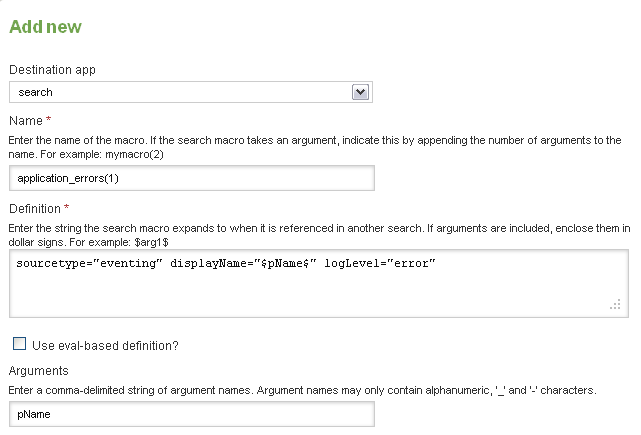 Add new
Destination app
search
Name *
Enter the name of the macro. If the search macro takes an argument, indicate this by appending the number of arguments to the
name. For example: mymacro(2)
application_errors(1)
Definition *
Enter the string the search macro expands to when it is referenced in another search. If arguments are included, enclose them in
dollar signs. For example: $arg1$
sourcetype="eventing" displayName="$pName$" logLevel="error"
Use eval-based definition?
Arguments
Enter a comma-delimited string of argument names. Argument names may only contain alphanumeric, '_' and '-' characters.
pName